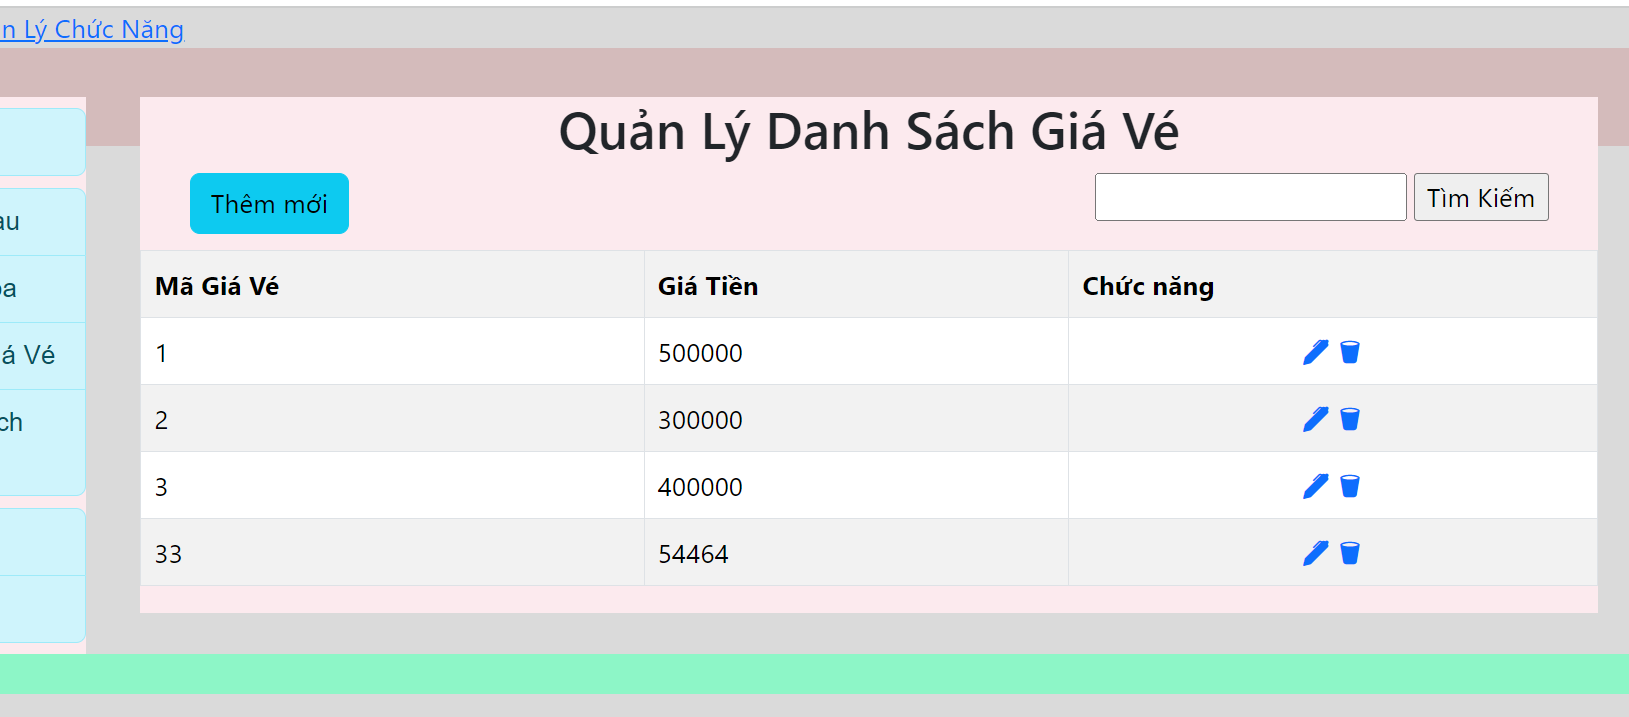 n Lý Chức Năng
Quản Lý Danh Sách Giá Vé
Thêm mới
Tìm Kiếm
au
á Vé
ch
Mã Giá Vé Giá Tiền Chức năng
1 500000
2 300000
3 400000
33 54464